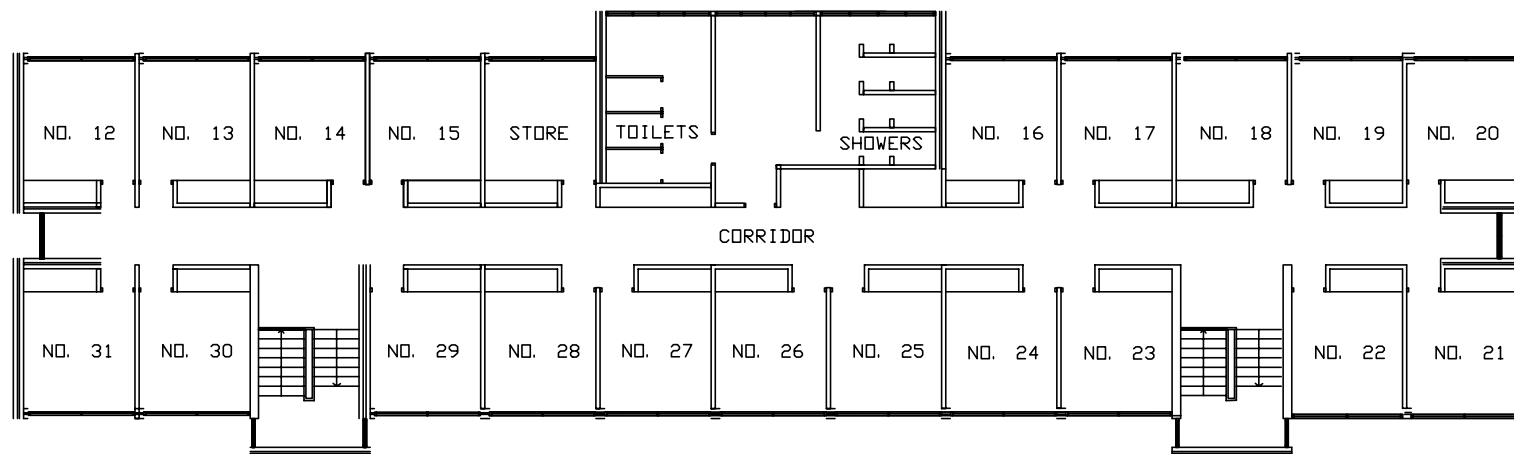 NO. 12
NO. 13
NO. 14
NO. 15
STORE
TOILETS
SHOWERS
NO. 16
NO. 17
NO. 18
NO. 19
NO. 20
CORRIDOR
NO. 31
NO. 30
NO. 29
NO. 28
NO. 27
NO. 26
NO. 25
NO. 24
NO. 23
NO. 22
NO. 21